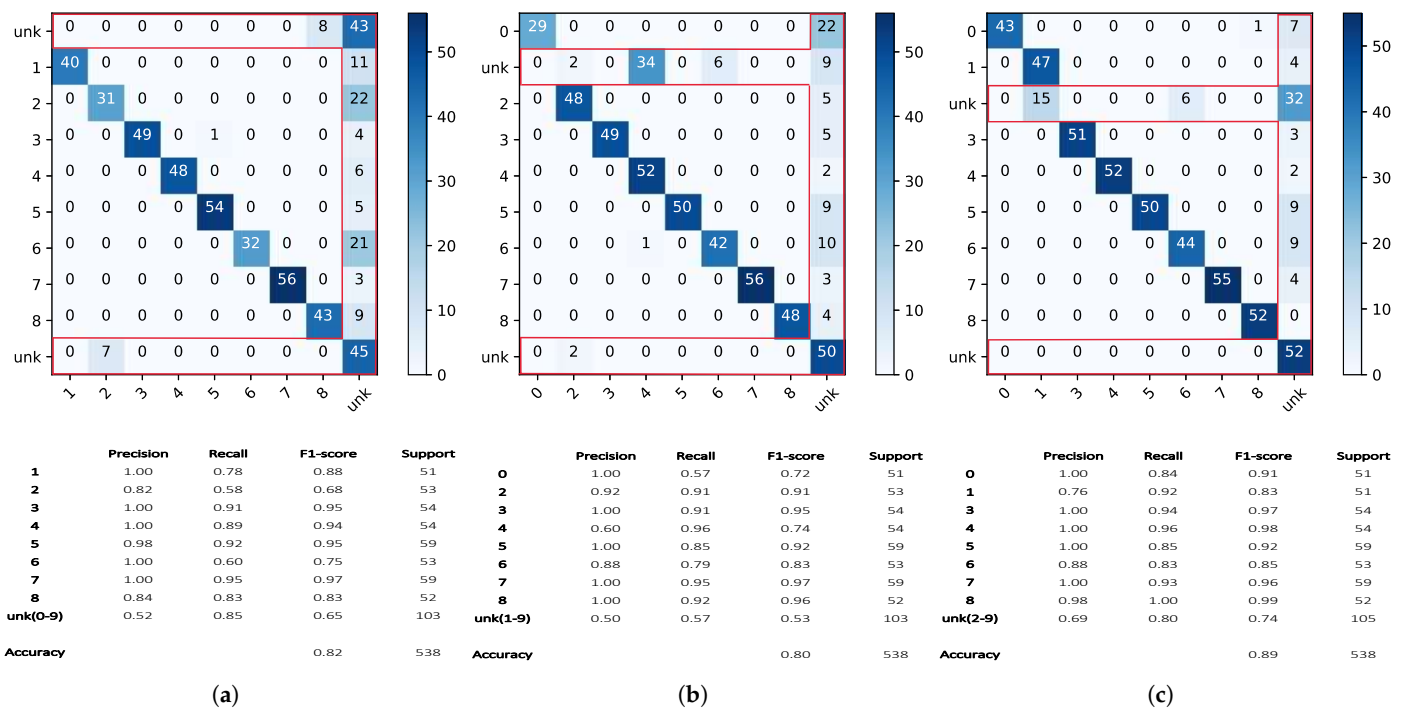 unk 0 0 0 0 0 0 0 8 43
1 40 0 0 0 0 0 0 0 11
2 0 31 0 0 0 0 0 0 22
3 0 0 49 0 1 0 0 0 4
4 0 0 0 48 0 0 0 0 6
5 0 0 0 0 54 0 0 0 5
6 0 0 0 0 0 32 0 0 21
7 0 0 0 0 0 0 56 0 3
8 0 0 0 0 0 0 0 43 9
unk 0 7 0 0 0 0 0 0 45
1 2 3 4 5 6 7 8 unk
50
40
30
20
10
0
Precision Recall F1-score Support
1 1.00 0.78 0.88 51
2 0.82 0.58 0.68 53
3 1.00 0.91 0.95 54
4 1.00 0.89 0.94 54
5 0.98 0.92 0.95 59
6 1.00 0.60 0.75 53
7 1.00 0.95 0.97 59
8 0.84 0.83 0.83 52
unk(0-9) 0.52 0.85 0.65 103
Accuracy 0.82 538
(a)
0 29 0 0 0 0 0 0 0 22
unk 0 2 0 34 0 6 0 0 9
2 0 48 0 0 0 0 0 0 5
3 0 0 49 0 0 0 0 0 5
4 0 0 0 52 0 0 0 0 2
5 0 0 0 0 50 0 0 0 9
6 0 0 0 1 0 42 0 0 10
7 0 0 0 0 0 0 56 0 3
8 0 0 0 0 0 0 0 48 4
unk 0 2 0 0 0 0 0 0 50
0 2 3 4 5 6 7 8 unk
50
40
30
20
10
0
Precision Recall F1-score Support
0 1.00 0.57 0.72 51
2 0.92 0.91 0.91 53
3 1.00 0.91 0.95 54
4 0.60 0.96 0.74 54
5 1.00 0.85 0.92 59
6 0.88 0.79 0.83 53
7 1.00 0.95 0.97 59
8 1.00 0.92 0.96 52
unk(1-9) 0.50 0.57 0.53 103
Accuracy 0.80 538
(b)
0 43 0 0 0 0 0 0 1 7
1 0 47 0 0 0 0 0 0 4
unk 0 15 0 0 0 6 0 0 32
3 0 0 51 0 0 0 0 0 3
4 0 0 0 52 0 0 0 0 2
5 0 0 0 0 50 0 0 0 9
6 0 0 0 0 0 44 0 0 9
7 0 0 0 0 0 0 55 0 4
8 0 0 0 0 0 0 0 52 0
unk 0 0 0 0 0 0 0 0 52
0 1 3 4 5 6 7 8 unk
50
40
30
20
10
0
Precision Recall F1-score Support
0 1.00 0.84 0.91 51
1 0.76 0.92 0.83 51
3 1.00 0.94 0.97 54
4 1.00 0.96 0.98 54
5 1.00 0.85 0.92 59
6 0.88 0.83 0.85 53
7 1.00 0.93 0.96 59
8 0.98 1.00 0.99 52
unk(2-9) 0.69 0.80 0.74 105
Accuracy 0.89 538
(c)